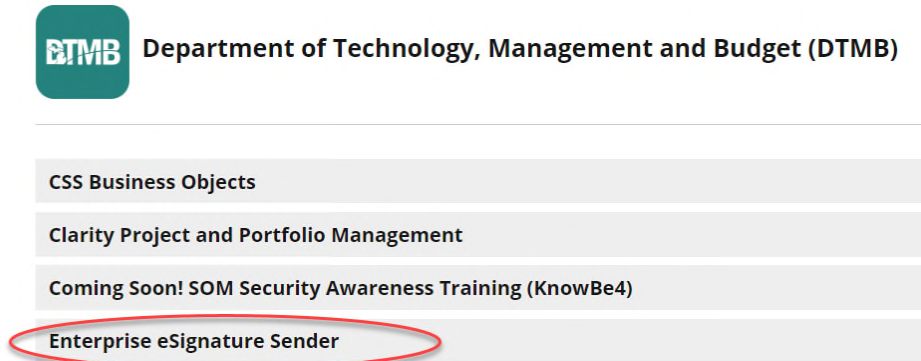 DTMB
Department of Technology, Management and Budget (DTMB)
CSS Business Objects
Clarity Project and Portfolio Management
Coming Soon! SOM Security Awareness Training (KnowBe4)
Enterprise eSignature Sender